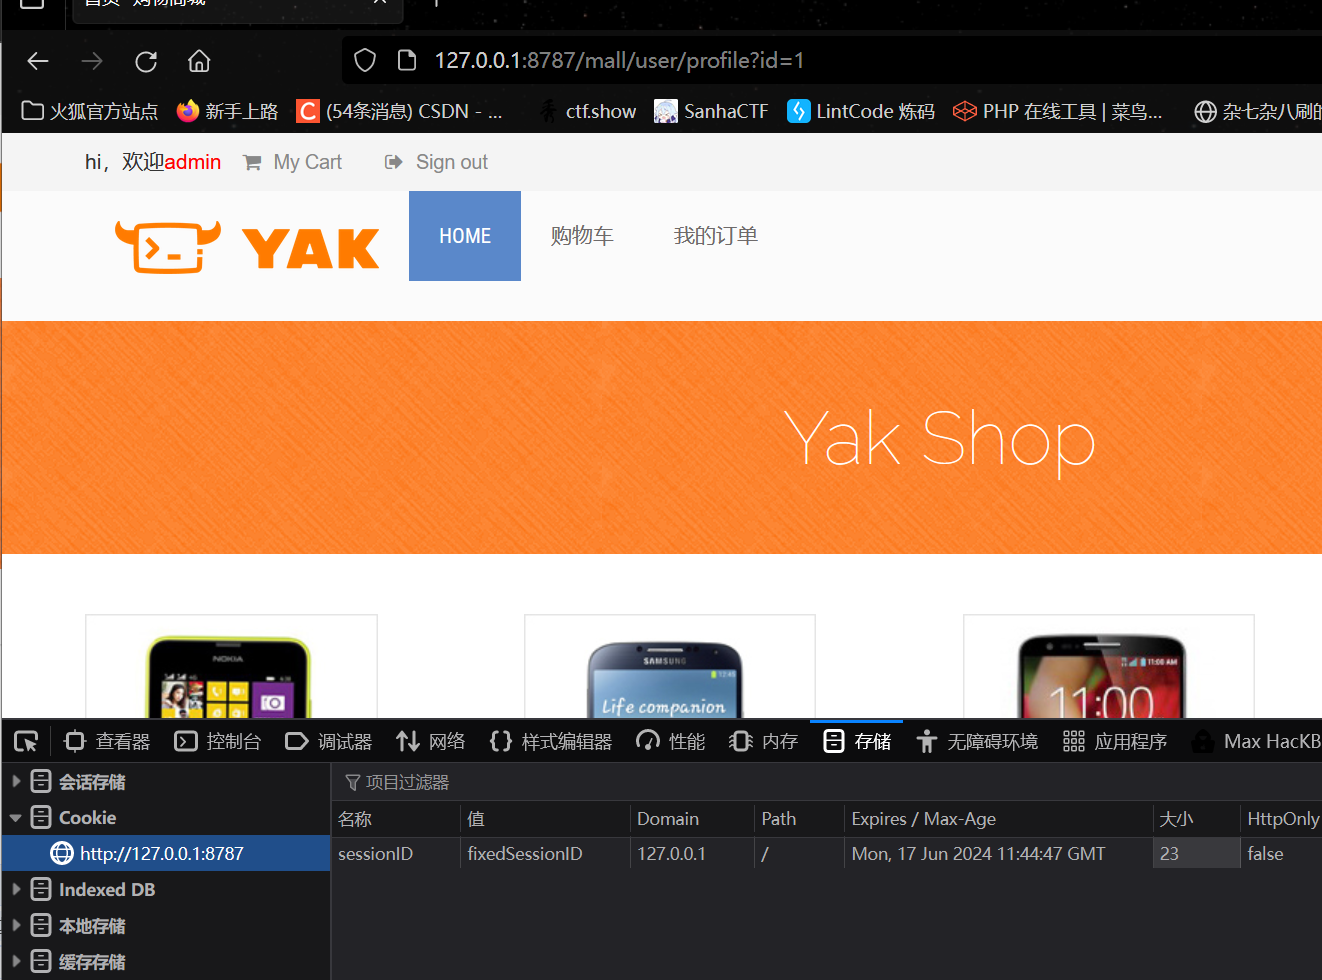 首页 - 购物商城
127.0.0.1:8787/mall/user/profile?id=1
火狐官方站点 新手上路 (54条消息) CSDN - ... ctf.show SanhaCTF LintCode 炼码 PHP 在线工具 | 菜鸟... 杂七杂八刷的
hi，欢迎admin My Cart Sign out
YAK HOME 购物车 我的订单
Yak Shop
NOKIA SAMSUNG 11:00 AM
12:45
Life companion 11:00
查看器 控制台 调试器 网络 样式编辑器 性能 内存 存储 无障碍环境 应用程序 Max HacKB
会话存储 项目过滤器
Cookie 名称 值 Domain Path Expires / Max-Age 大小 HttpOnly
http://127.0.0.1:8787 sessionID fixedSessionID 127.0.0.1 / Mon, 17 Jun 2024 11:44:47 GMT 23 false
Indexed DB
本地存储
缓存存储